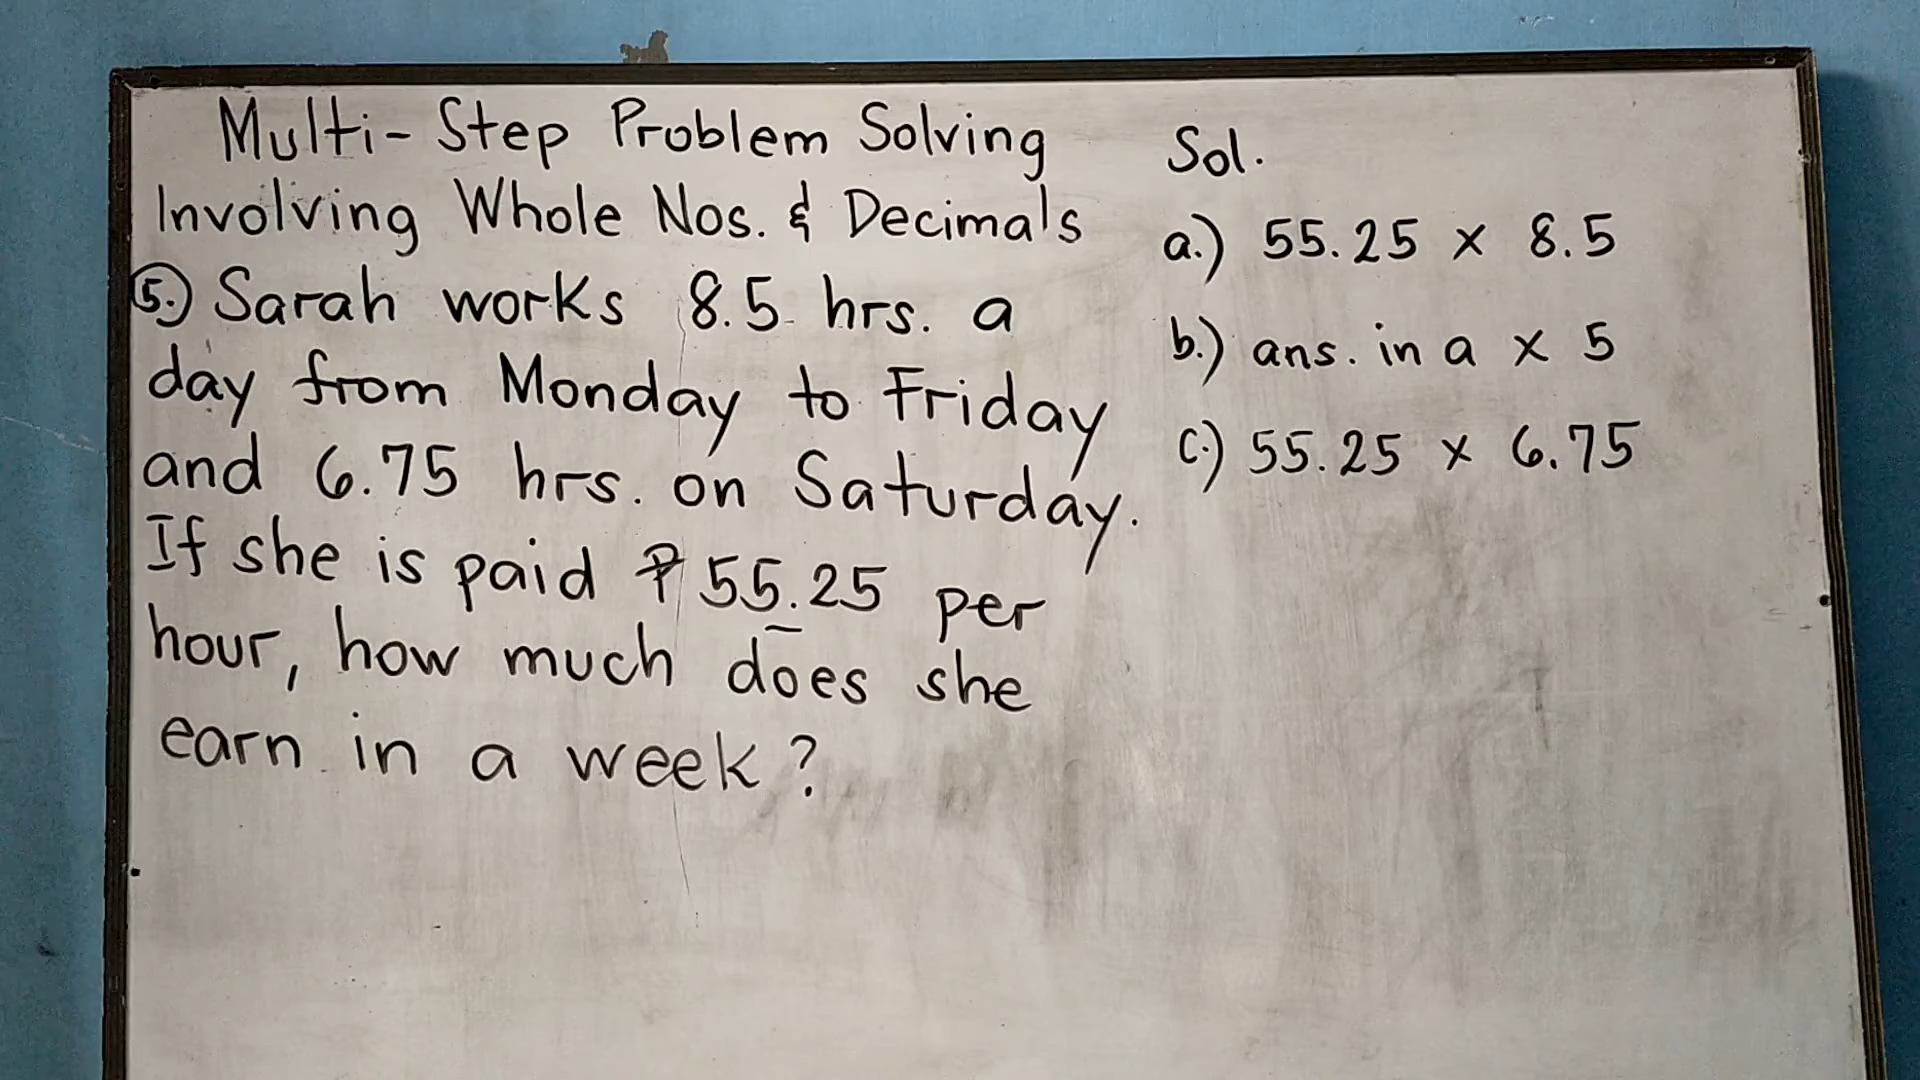 Multi-Step Problem Solving
Involving Whole Nos. & Decimals
5.) Sarah works 8.5 hrs. a
day from Monday to Friday
and 6.75 hrs. on Saturday.
If she is paid ₱55.25 per
hour, how much does she
earn in a week?
Sol.
a.) 55.25 x 8.5
b.) ans. in a x 5
c.) 55.25 x 6.75